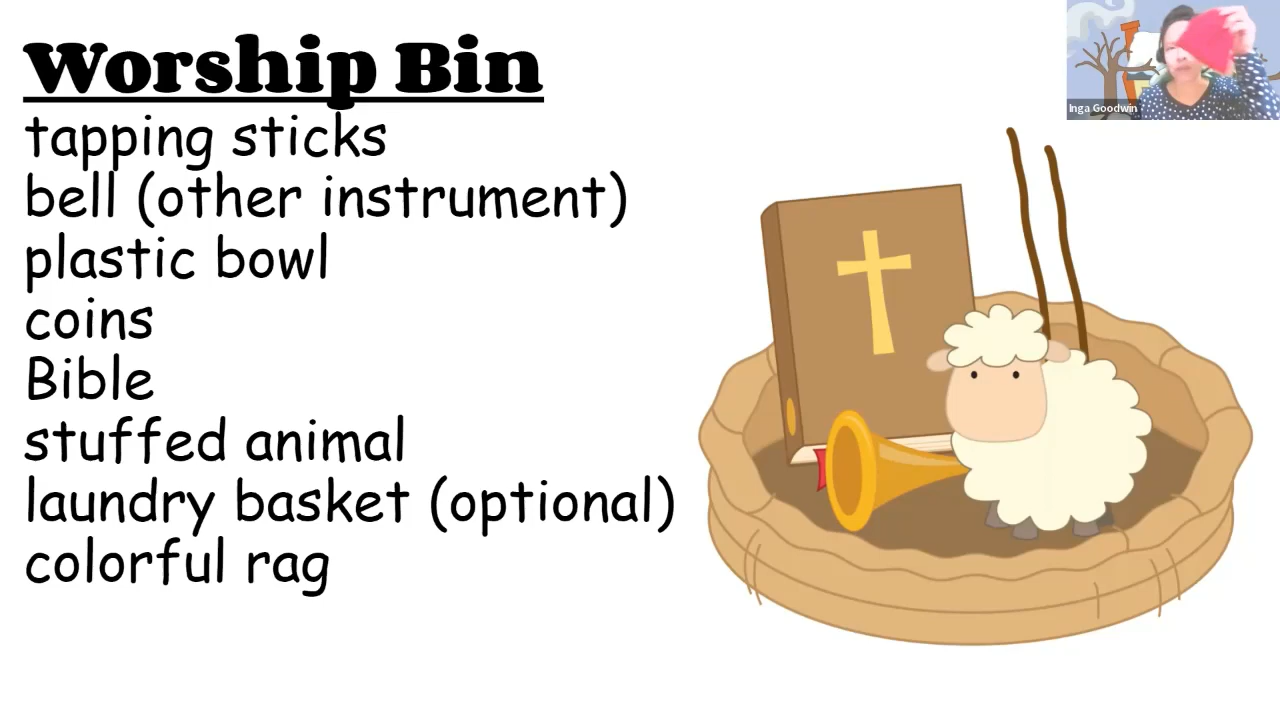 Worship Bin
tapping sticks
bell (other instrument)
plastic bowl
coins
Bible
stuffed animal
laundry basket (optional)
colorful rag
Inga Goodwin